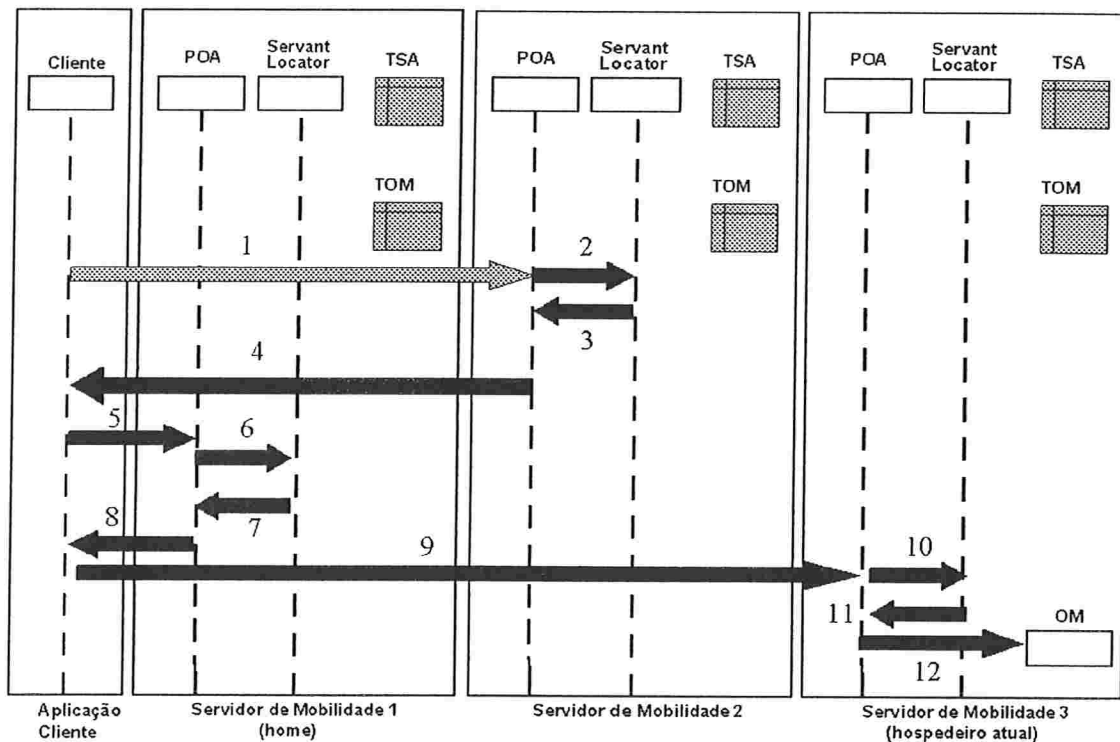 Cliente
POA
Servant
Locator
TSA
POA
Servant
Locator
TSA
POA
Servant
Locator
TSA
TOM
TOM
TOM
1
2
3
4
5
6
7
8
9
10
11
OM
12
Aplicação
Cliente
Servidor de Mobilidade 1
(home)
Servidor de Mobilidade 2
Servidor de Mobilidade 3
(hospedeiro atual)